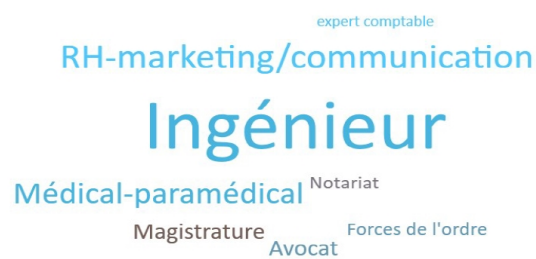 expert comptable
RH-marketing/communication
Ingénieur
Médical-paramédical
Notariat
Magistrature
Forces de l'ordre
Avocat